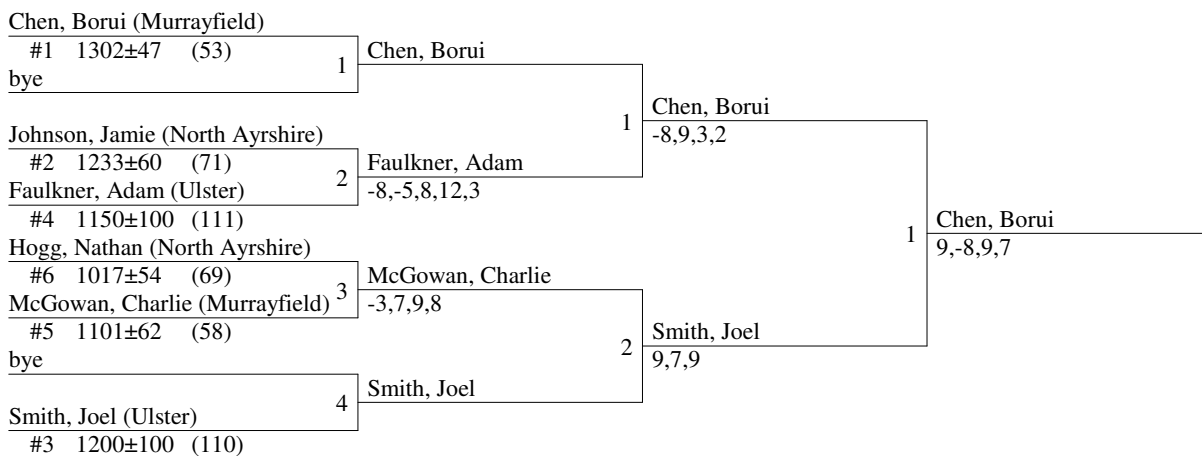 Chen, Borui (Murrayfield)
#1 1302±47 (53)
bye
1
Chen, Borui
Johnson, Jamie (North Ayrshire)
#2 1233±60 (71)
Faulkner, Adam (Ulster)
#4 1150±100 (111)
2
Faulkner, Adam
-8,-5,8,12,3
Hogg, Nathan (North Ayrshire)
#6 1017±54 (69)
McGowan, Charlie (Murrayfield)
#5 1101±62 (58)
3
McGowan, Charlie
-3,7,9,8
bye
Smith, Joel (Ulster)
#3 1200±100 (110)
4
Smith, Joel
1
Chen, Borui
-8,9,3,2
2
Smith, Joel
9,7,9
1
Chen, Borui
9,-8,9,7